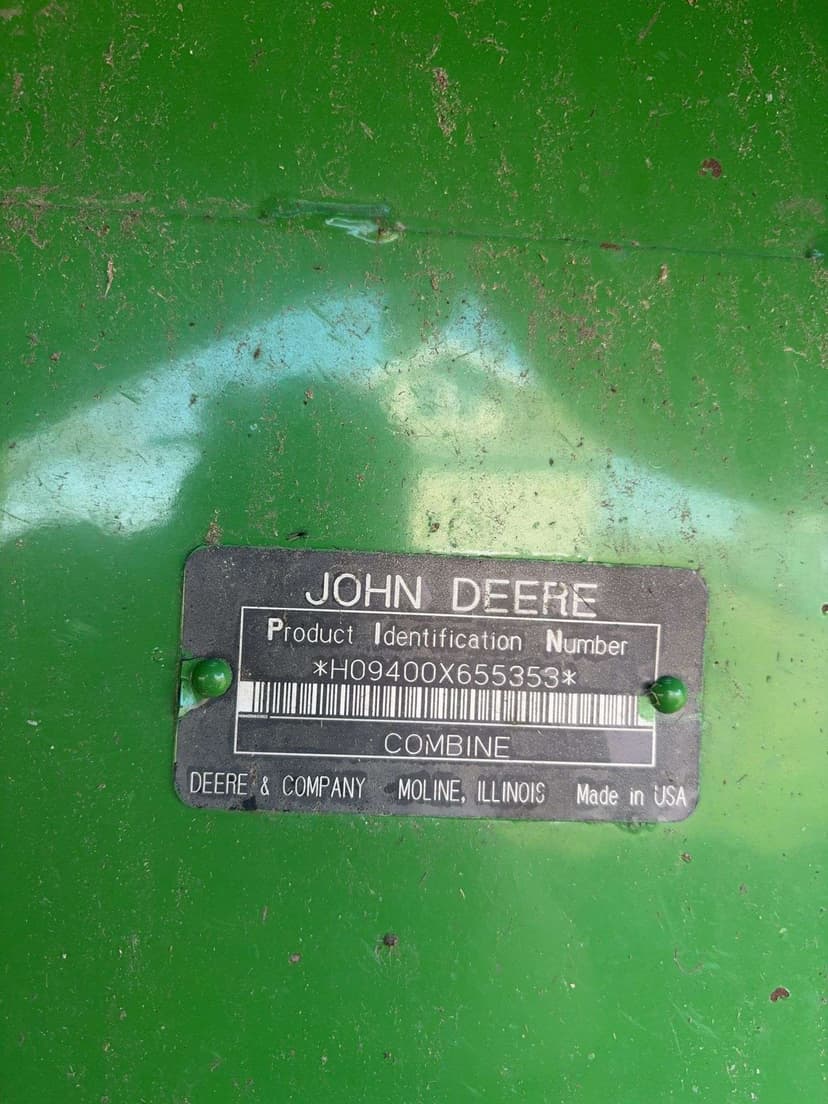 JOHN DEERE
Product Identification Number
*H09400X655353*
COMBINE
DEERE & COMPANY MOLINE, ILLINOIS Made in USA